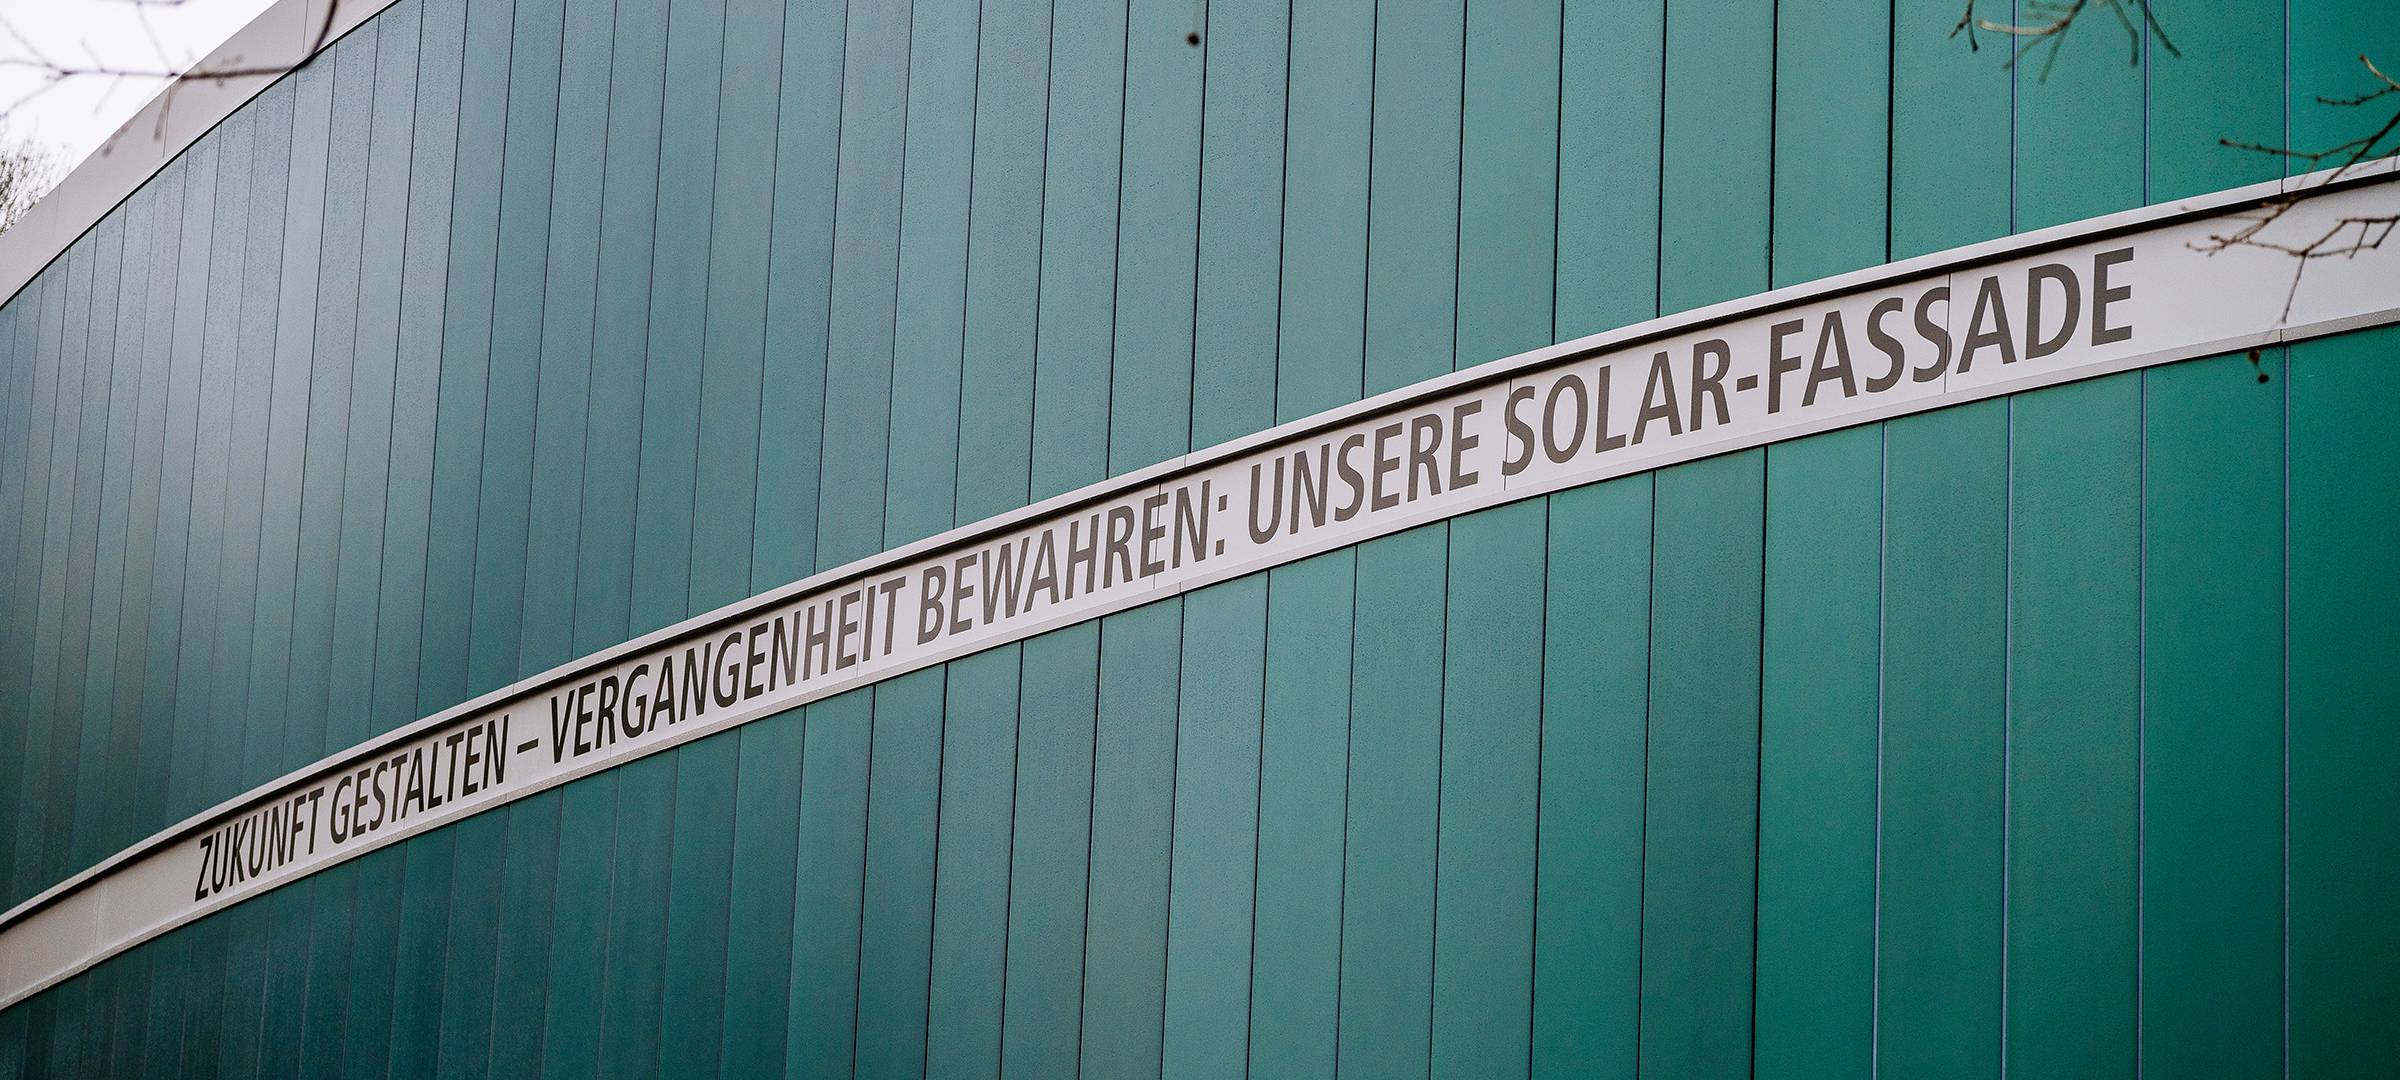 ZUKUNFT GESTALTEN – VERGANGENHEIT BEWAHREN: UNSERE SOLAR-FASSADE